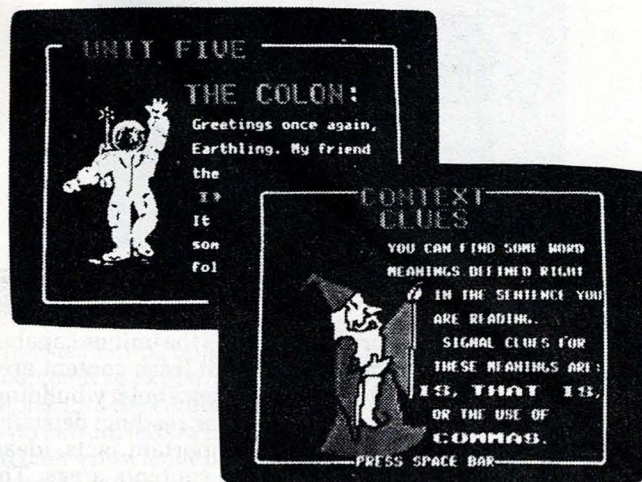 UNIT FIVE
THE COLON:
Greetings once again,
Earthling. My friend
the
It
som
fol
CONTEXT
CLUES
YOU CAN FIND SOME WORD
MEANINGS DEFINED RIGHT
IN THE SENTENCE YOU
ARE READING.
SIGNAL CLUES FOR
THESE MEANINGS ARE:
IS, THAT IS,
OR THE USE OF
COMMAS.
PRESS SPACE BAR